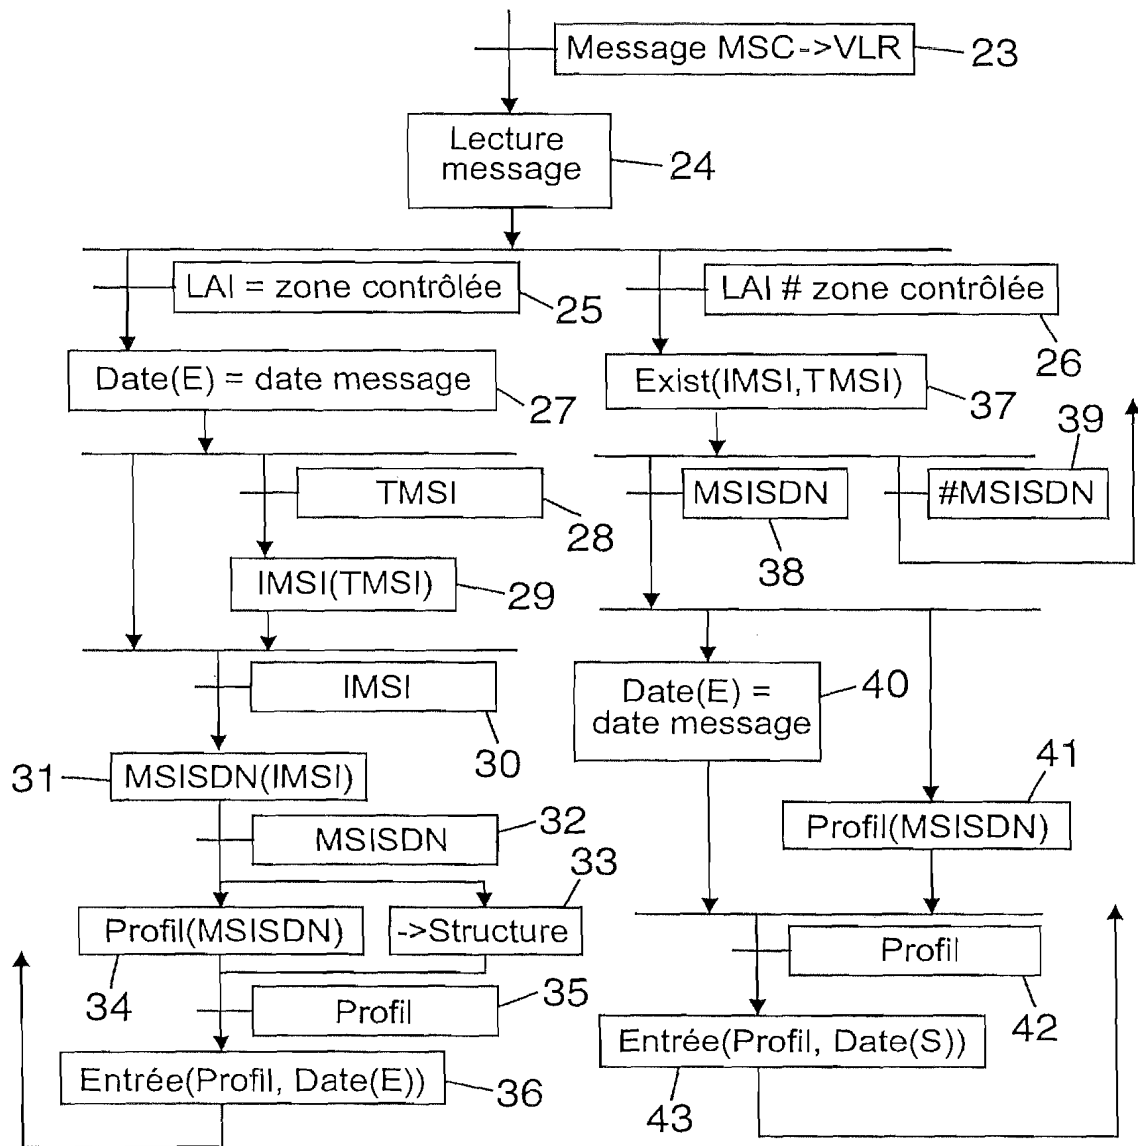 Message MSC->VLR
23
Lecture
message
24
LAI = zone contrôlée
25
LAI # zone contrôlée
26
Date(E) = date message
27
Exist(IMSI,TMSI)
37
39
TMSI
28
MSISDN
38
#MSISDN
IMSI(TMSI)
29
IMSI
30
Date(E) =
date message
40
31
MSISDN(IMSI)
41
MSISDN
32
Profil(MSISDN)
33
Profil(MSISDN)
->Structure
34
Profil
35
Profil
42
Entrée(Profil, Date(E))
36
Entrée(Profil, Date(S))
43